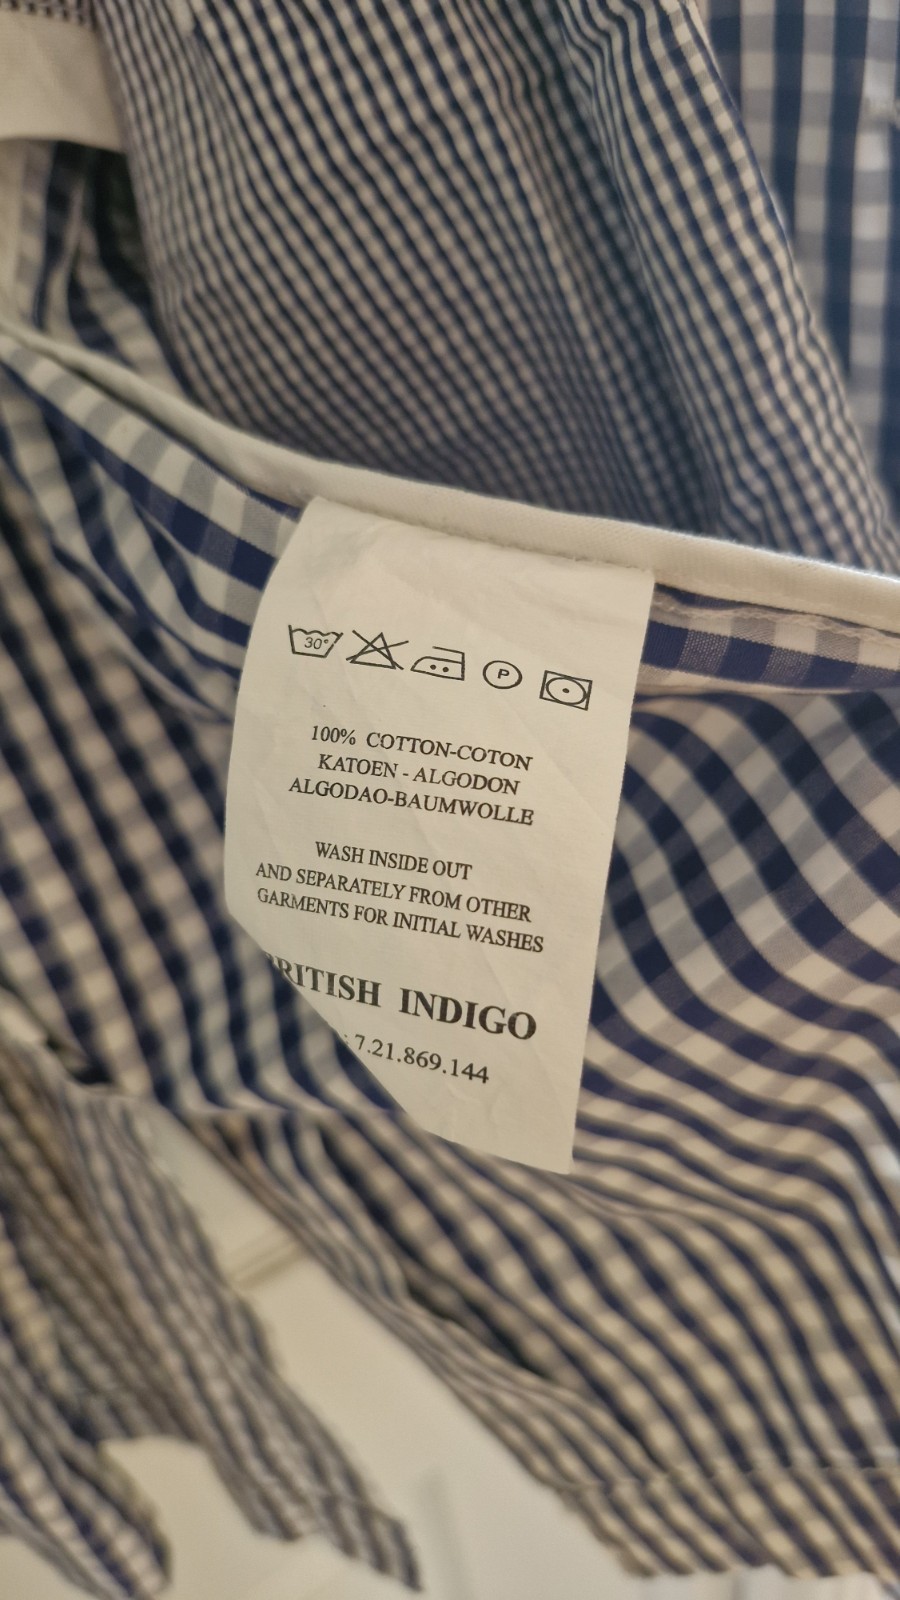 30°
P
100% COTTON-COTON
KATOEN - ALGODON
ALGODAO-BAUMWOLLE
WASH INSIDE OUT
AND SEPARATELY FROM OTHER
GARMENTS FOR INITIAL WASHES
BRITISH INDIGO
: 7.21.869.144